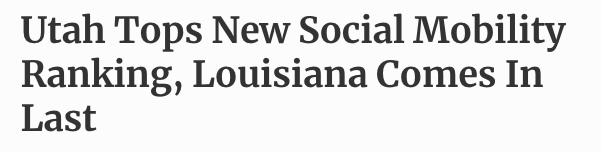 Utah Tops New Social Mobility
Ranking, Louisiana Comes In
Last